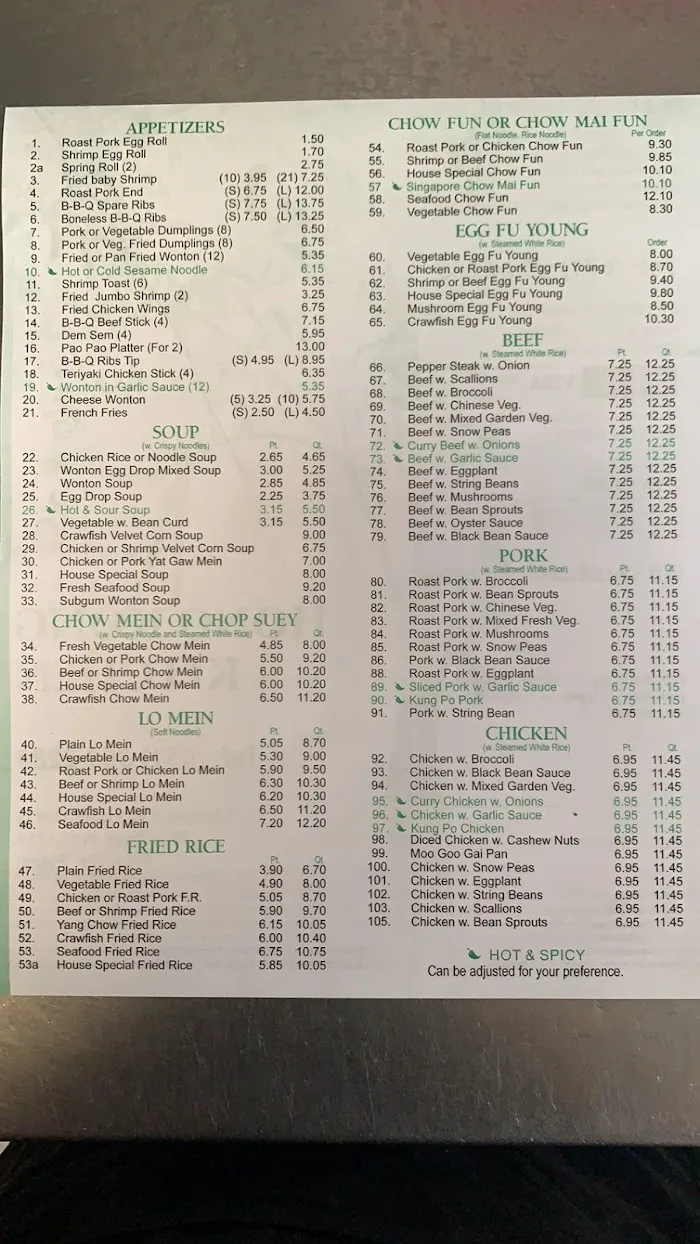 APPETIZERS
1. Roast Pork Egg Roll 1.50
2. Shrimp Egg Roll 1.70
2a Spring Roll (2) 2.75
3. Fried baby Shrimp (10) 3.95 (21) 7.25
4. Roast Pork End (S) 6.75 (L) 12.00
5. B-B-Q Spare Ribs (S) 7.75 (L) 13.75
6. Boneless B-B-Q Ribs (S) 7.50 (L) 13.25
7. Pork or Vegetable Dumplings (8) 6.50
8. Pork or Veg. Fried Dumplings (8) 6.75
9. Fried or Pan Fried Wonton (12) 5.35
10. Hot or Cold Sesame Noodle 6.15
11. Shrimp Toast (6) 5.35
12. Fried Jumbo Shrimp (2) 3.25
13. Fried Chicken Wings 6.75
14. B-B-Q Beef Stick (4) 7.15
15. Dem Sem (4) 5.95
16. Pao Pao Platter (For 2) 13.00
17. B-B-Q Ribs Tip (S) 4.95 (L) 8.95
18. Teriyaki Chicken Stick (4) 6.35
19. Wonton in Garlic Sauce (12) 5.35
20. Cheese Wonton (5) 3.25 (10) 5.75
21. French Fries (S) 2.50 (L) 4.50
SOUP
(w. Crispy Noodles) Pt. Qt.
22. Chicken Rice or Noodle Soup 2.65 4.65
23. Wonton Egg Drop Mixed Soup 3.00 5.25
24. Wonton Soup 2.85 4.85
25. Egg Drop Soup 2.25 3.75
26. Hot & Sour Soup 3.15 5.50
27. Vegetable w. Bean Curd 3.15 5.50
28. Crawfish Velvet Corn Soup 9.00
29. Chicken or Shrimp Velvet Corn Soup 6.75
30. Chicken or Pork Yat Gaw Mein 7.00
31. House Special Soup 8.00
32. Fresh Seafood Soup 9.20
33. Subgum Wonton Soup 8.00
CHOW MEIN OR CHOP SUEY
(w. Crispy Noodle and Steamed White Rice) Pt. Qt.
34. Fresh Vegetable Chow Mein 4.85 8.00
35. Chicken or Pork Chow Mein 5.50 9.20
36. Beef or Shrimp Chow Mein 6.00 10.20
37. House Special Chow Mein 6.00 10.20
38. Crawfish Chow Mein 6.50 11.20
LO MEIN
(Soft Noodles) Pt. Qt.
40. Plain Lo Mein 5.05 8.70
41. Vegetable Lo Mein 5.30 9.00
42. Roast Pork or Chicken Lo Mein 5.90 9.50
43. Beef or Shrimp Lo Mein 6.30 10.30
44. House Special Lo Mein 6.20 10.30
45. Crawfish Lo Mein 6.50 11.20
46. Seafood Lo Mein 7.20 12.20
FRIED RICE
Pt. Qt.
47. Plain Fried Rice 3.90 6.70
48. Vegetable Fried Rice 4.90 8.00
49. Chicken or Roast Pork F.R. 5.05 8.70
50. Beef or Shrimp Fried Rice 5.90 9.70
51. Yang Chow Fried Rice 6.15 10.05
52. Crawfish Fried Rice 6.00 10.40
53. Seafood Fried Rice 6.75 10.75
53a House Special Fried Rice 5.85 10.05
CHOW FUN OR CHOW MAI FUN
(Flat Noodle, Rice Noodle) Per Order
54. Roast Pork or Chicken Chow Fun 9.30
55. Shrimp or Beef Chow Fun 9.85
56. House Special Chow Fun 10.10
57 Singapore Chow Mai Fun 10.10
58. Seafood Chow Fun 12.10
59. Vegetable Chow Fun 8.30
EGG FU YOUNG
(w. Steamed White Rice) Order
60. Vegetable Egg Fu Young 8.00
61. Chicken or Roast Pork Egg Fu Young 8.70
62. Shrimp or Beef Egg Fu Young 9.40
63. House Special Egg Fu Young 9.80
64. Mushroom Egg Fu Young 8.50
65. Crawfish Egg Fu Young 10.30
BEEF
(w. Steamed White Rice) Pt. Qt.
66. Pepper Steak w. Onion 7.25 12.25
67. Beef w. Scallions 7.25 12.25
68. Beef w. Broccoli 7.25 12.25
69. Beef w. Chinese Veg. 7.25 12.25
70. Beef w. Mixed Garden Veg. 7.25 12.25
71. Beef w. Snow Peas 7.25 12.25
72. Curry Beef w. Onions 7.25 12.25
73. Beef w. Garlic Sauce 7.25 12.25
74. Beef w. Eggplant 7.25 12.25
75. Beef w. String Beans 7.25 12.25
76. Beef w. Mushrooms 7.25 12.25
77. Beef w. Bean Sprouts 7.25 12.25
78. Beef w. Oyster Sauce 7.25 12.25
79. Beef w. Black Bean Sauce 7.25 12.25
PORK
(w. Steamed White Rice) Pt. Qt.
80. Roast Pork w. Broccoli 6.75 11.15
81. Roast Pork w. Bean Sprouts 6.75 11.15
82. Roast Pork w. Chinese Veg. 6.75 11.15
83. Roast Pork w. Mixed Fresh Veg. 6.75 11.15
84. Roast Pork w. Mushrooms 6.75 11.15
85. Roast Pork w. Snow Peas 6.75 11.15
86. Pork w. Black Bean Sauce 6.75 11.15
88. Roast Pork w. Eggplant 6.75 11.15
89. Sliced Pork w. Garlic Sauce 6.75 11.15
90. Kung Po Pork 6.75 11.15
91. Pork w. String Bean 6.75 11.15
CHICKEN
(w. Steamed White Rice) Pt. Qt.
92. Chicken w. Broccoli 6.95 11.45
93. Chicken w. Black Bean Sauce 6.95 11.45
94. Chicken w. Mixed Garden Veg. 6.95 11.45
95. Curry Chicken w. Onions 6.95 11.45
96. Chicken w. Garlic Sauce 6.95 11.45
97. Kung Po Chicken 6.95 11.45
98. Diced Chicken w. Cashew Nuts 6.95 11.45
99. Moo Goo Gai Pan 6.95 11.45
100. Chicken w. Snow Peas 6.95 11.45
101. Chicken w. Eggplant 6.95 11.45
102. Chicken w. String Beans 6.95 11.45
103. Chicken w. Scallions 6.95 11.45
105. Chicken w. Bean Sprouts 6.95 11.45
HOT & SPICY
Can be adjusted for your preference.